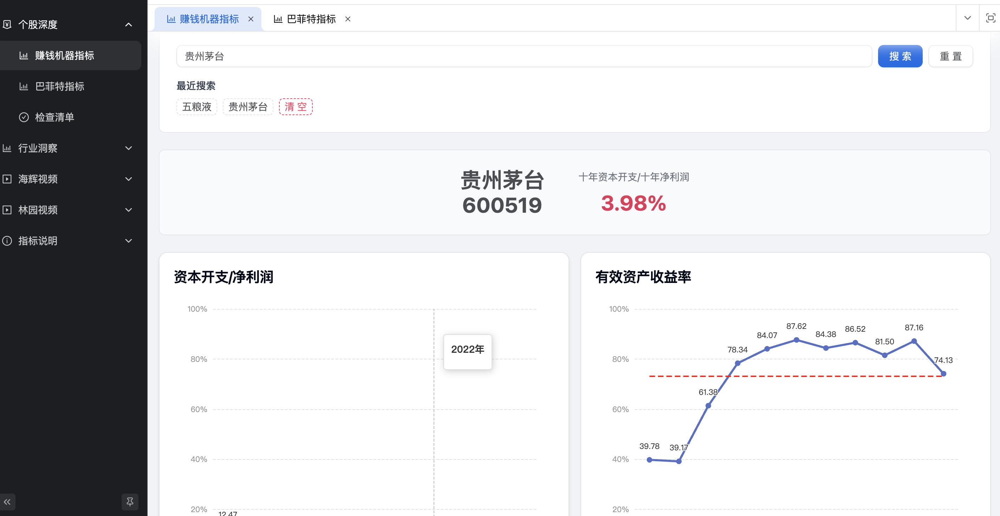 个股深度
赚钱机器指标
巴菲特指标
检查清单
行业洞察
海辉视频
林园视频
指标说明
赚钱机器指标
巴菲特指标
贵州茅台
搜 索
重 置
最近搜索
五粮液
贵州茅台
清 空
贵州茅台
600519
十年资本开支/十年净利润
3.98%
资本开支/净利润
100%
80%
60%
40%
20%
2022年
12.47
有效资产收益率
100%
80%
60%
40%
20%
39.78
39.17
61.38
78.34
84.07
87.62
84.38
86.52
81.50
87.16
74.13